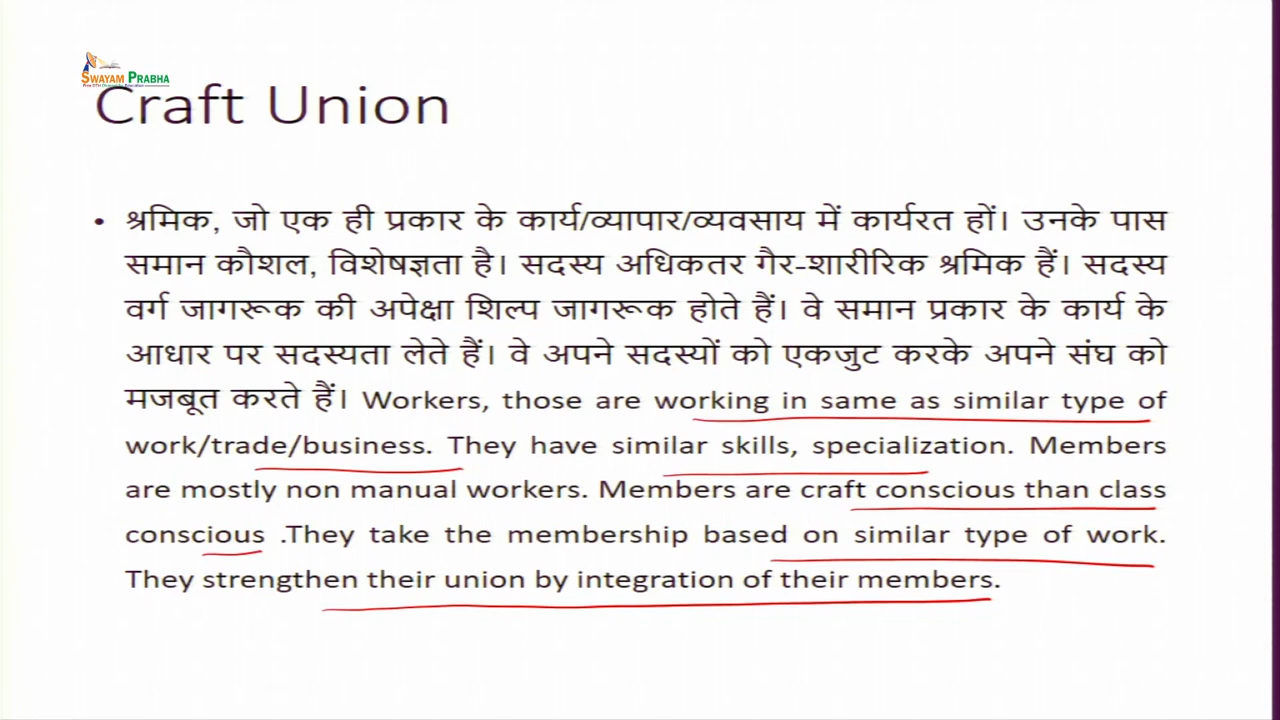 SWAYAM PRABHA
Craft Union
• श्रमिक, जो एक ही प्रकार के कार्य/व्यापार/व्यवसाय में कार्यरत हों। उनके पास
समान कौशल, विशेषज्ञता है। सदस्य अधिकतर गैर-शारीरिक श्रमिक हैं। सदस्य
वर्ग जागरूक की अपेक्षा शिल्प जागरूक होते हैं। वे समान प्रकार के कार्य के
आधार पर सदस्यता लेते हैं। वे अपने सदस्यों को एकजुट करके अपने संघ को
मजबूत करते हैं। Workers, those are working in same as similar type of
work/trade/business. They have similar skills, specialization. Members
are mostly non manual workers. Members are craft conscious than class
conscious .They take the membership based on similar type of work.
They strengthen their union by integration of their members.